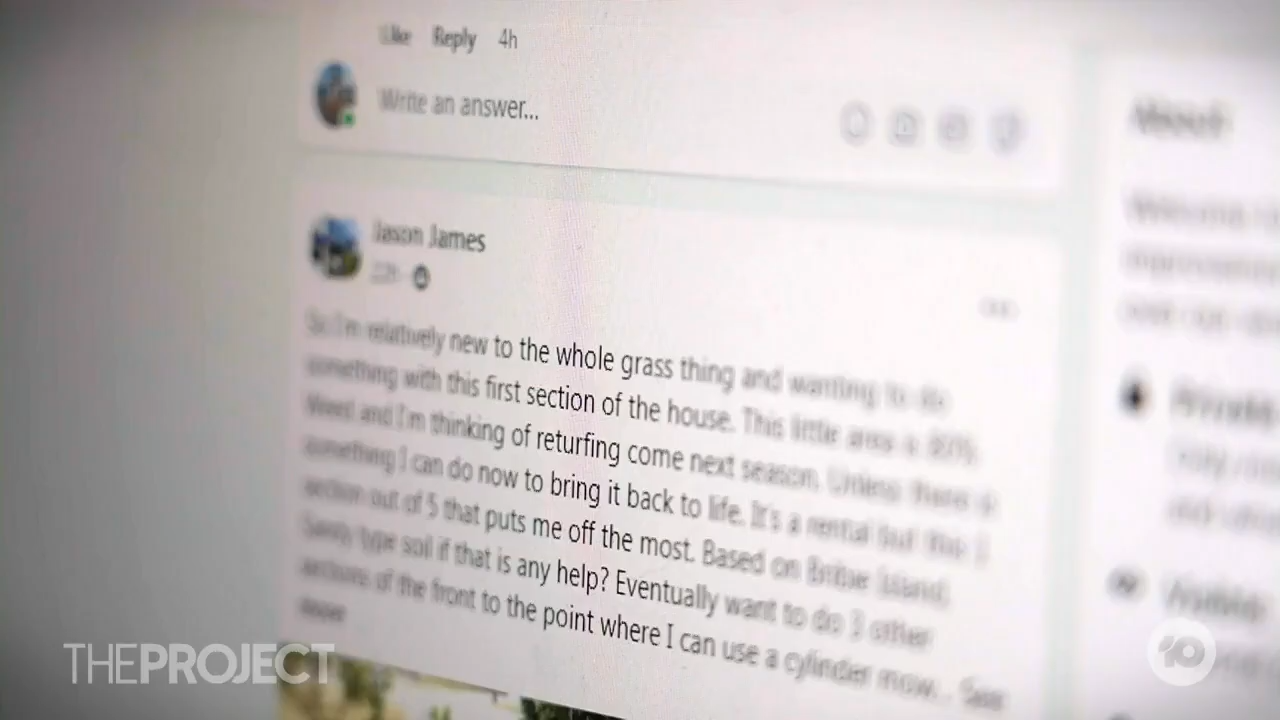 Like Reply 4h
Write an answer...
About
Jason James
22h
So I'm relatively new to the whole grass thing and wanting to do
something with this first section of the house. This little area is 80%
Weed and I'm thinking of returfing come next season. Unless there is
something I can do now to bring it back to life. It's a rental but this 1
section out of 5 that puts me off the most. Based on Bribie Island,
Sandy type soil if that is any help? Eventually want to do 3 other
sections of the front to the point where I can use a cylinder mow... See
more
Private
Visible
THEPROJECT
10